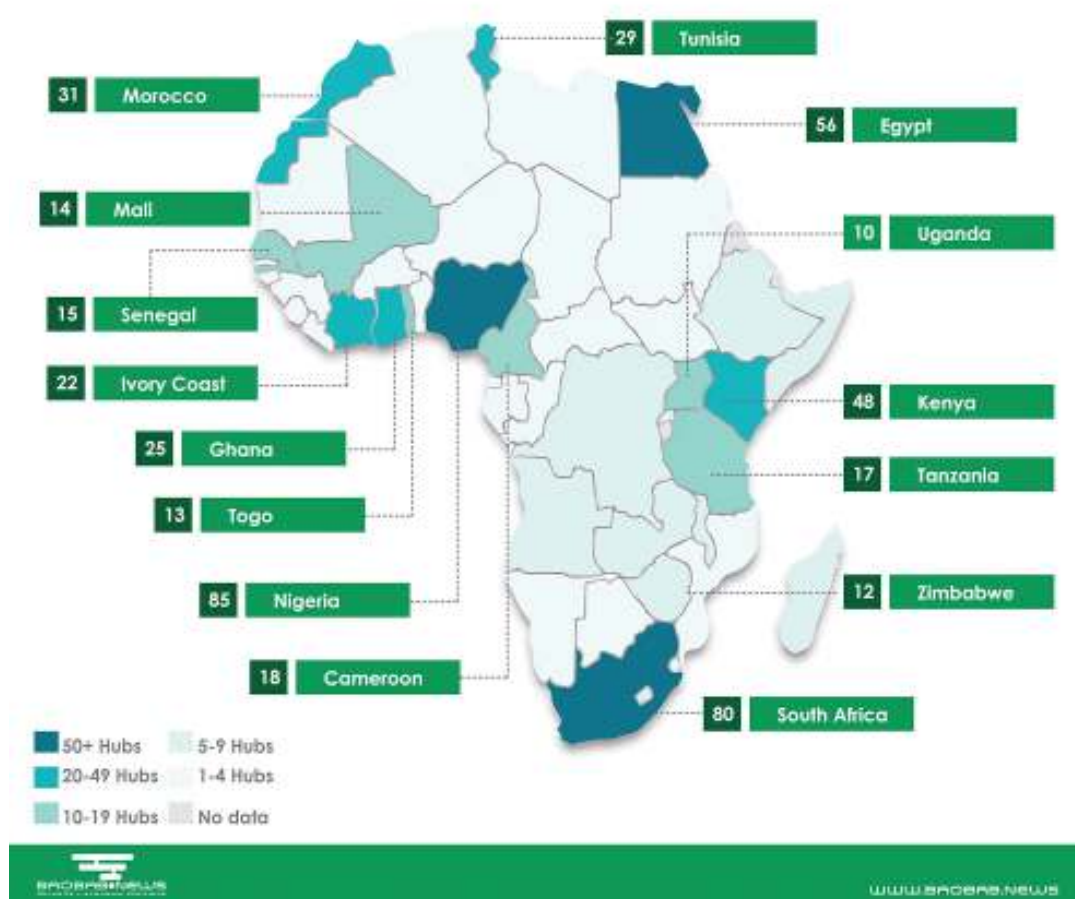 29 Tunisia
31 Morocco
56 Egypt
14 Mali
10 Uganda
15 Senegal
22 Ivory Coast
48 Kenya
25 Ghana
17 Tanzania
13 Togo
85 Nigeria
12 Zimbabwe
18 Cameroon
80 South Africa
50+ Hubs
5-9 Hubs
20-49 Hubs
1-4 Hubs
10-19 Hubs
No data
BAOBAB NEWS
WWW.BAOBAB.NEWS